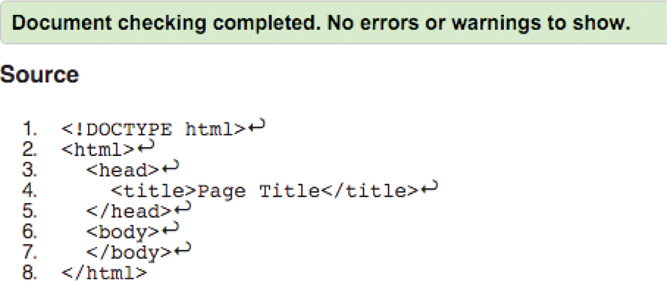 Document checking completed. No errors or warnings to show.
Source
1. <!DOCTYPE html>↩
2. <html>↩
3. <head>↩
4. <title>Page Title</title>↩
5. </head>↩
6. <body>↩
7. </body>↩
8. </html>